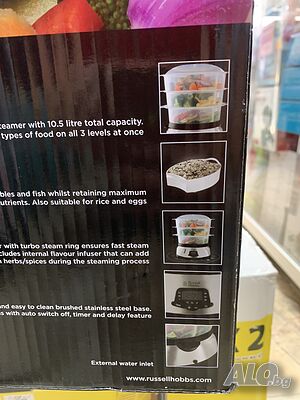 steamer with 10.5 litre total capacity.
types of food on all 3 levels at once
bles and fish whilst retaining maximum
utrients. Also suitable for rice and eggs
r with turbo steam ring ensures fast steam
cludes internal flavour infuser that can add
herbs/spices during the steaming process
and easy to clean brushed stainless steel base.
s with auto switch off, timer and delay feature
External water inlet
www.russellhobbs.com
2
ALO.bg